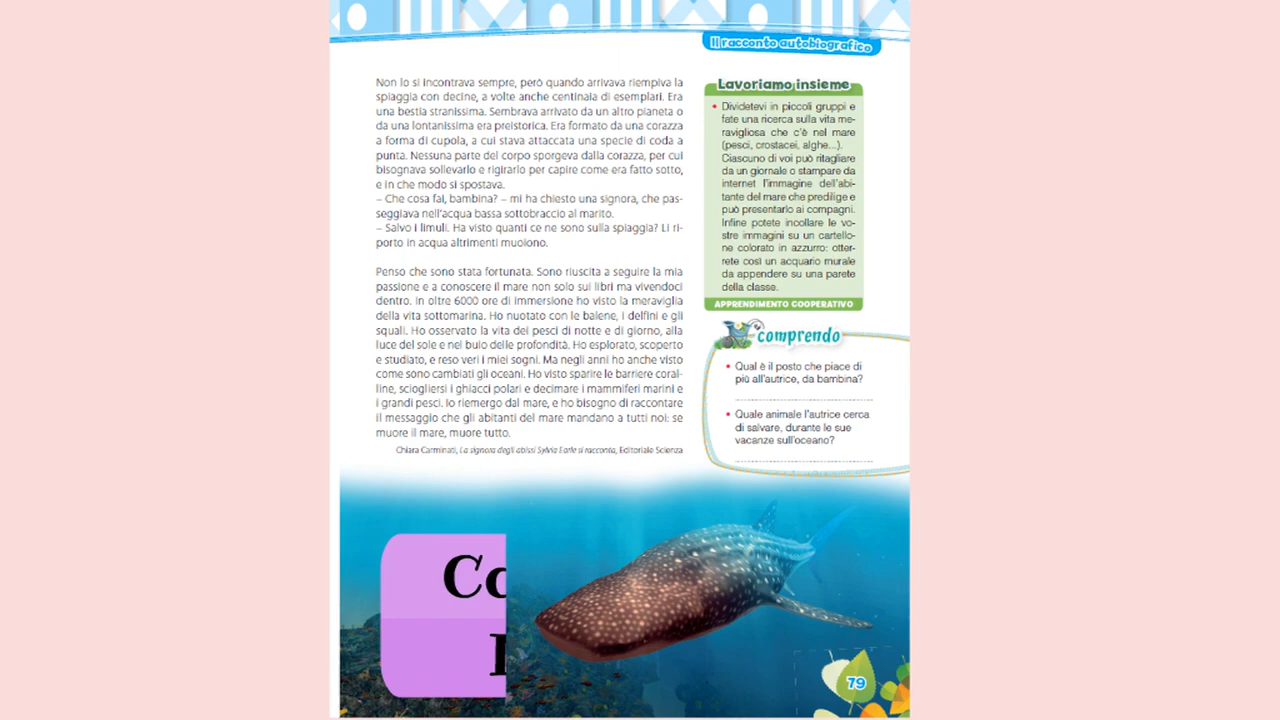 Il racconto autobiografico
Non lo si incontrava sempre, però quando arrivava riempiva la
spiaggia con decine, a volte anche centinaia di esemplari. Era
una bestia stranissima. Sembrava arrivato da un altro pianeta o
da una lontanissima era preistorica. Era formato da una corazza
a forma di cupola, a cui stava attaccata una specie di coda a
punta. Nessuna parte del corpo sporgeva dalla corazza, per cui
bisognava sollevarlo e rigirarlo per capire come era fatto sotto,
e in che modo si spostava.
– Che cosa fai, bambina? – mi ha chiesto una signora, che pas-
seggiava nell'acqua bassa sottobraccio al marito.
– Salvo i limuli. Ha visto quanti ce ne sono sulla spiaggia? Li ri-
porto in acqua altrimenti muoiono.
Penso che sono stata fortunata. Sono riuscita a seguire la mia
passione e a conoscere il mare non solo sui libri ma vivendoci
dentro. In oltre 6000 ore di immersione ho visto la meraviglia
della vita sottomarina. Ho nuotato con le balene, i delfini e gli
squali. Ho osservato la vita dei pesci di notte e di giorno, alla
luce del sole e nel buio delle profondità. Ho esplorato, scoperto
e studiato, e reso veri i miei sogni. Ma negli anni ho anche visto
come sono cambiati gli oceani. Ho visto sparire le barriere coral-
line, sciogliersi i ghiacci polari e decimare i mammiferi marini e
i grandi pesci. Io riemergo dal mare, e ho bisogno di raccontare
il messaggio che gli abitanti del mare mandano a tutti noi: se
muore il mare, muore tutto.
Chiara Carminati, La signora degli abissi Sylvia Earle si racconta, Editoriale Scienza
Lavoriamo insieme
• Dividetevi in piccoli gruppi e
fate una ricerca sulla vita me-
ravigliosa che c'è nel mare
(pesci, crostacei, alghe...).
Ciascuno di voi può ritagliare
da un giornale o stampare da
internet l'immagine dell'abi-
tante del mare che predilige e
può presentarlo ai compagni.
Infine potete incollare le vo-
stre immagini su un cartello-
ne colorato in azzurro: otter-
rete così un acquario murale
da appendere su una parete
della classe.
APPRENDIMENTO COOPERATIVO
comprendo
• Qual è il posto che piace di
più all'autrice, da bambina?
• Quale animale l'autrice cerca
di salvare, durante le sue
vacanze sull'oceano?
Co
79